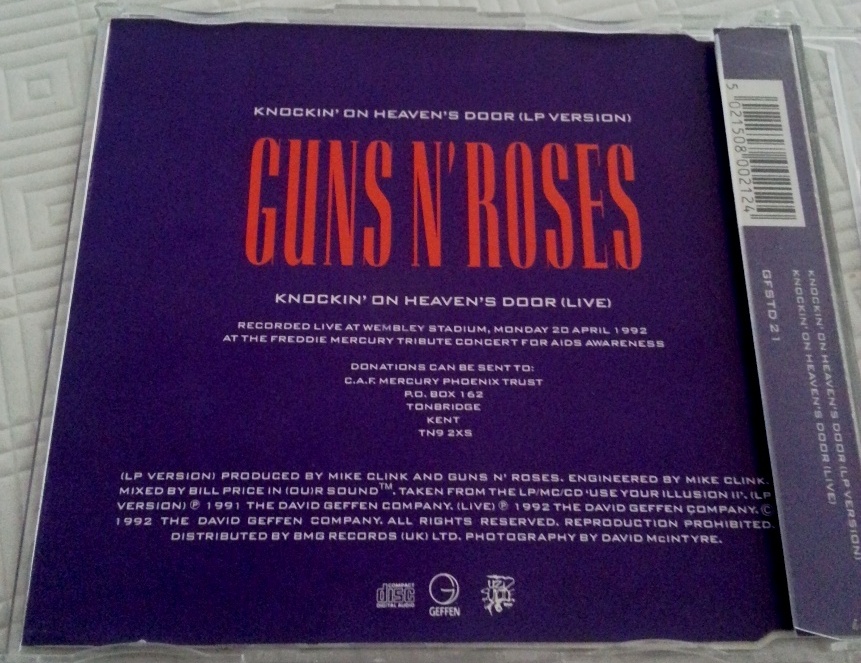 KNOCKIN' ON HEAVEN'S DOOR (LP VERSION)
GUNS N' ROSES
KNOCKIN' ON HEAVEN'S DOOR (LIVE)
RECORDED LIVE AT WEMBLEY STADIUM, MONDAY 20 APRIL 1992
AT THE FREDDIE MERCURY TRIBUTE CONCERT FOR AIDS AWARENESS
DONATIONS CAN BE SENT TO:
C.A.F. MERCURY PHOENIX TRUST
P.O. BOX 162
TONBRIDGE
KENT
TN9 2XS
(LP VERSION) PRODUCED BY MIKE CLINK AND GUNS N' ROSES. ENGINEERED BY MIKE CLINK.
MIXED BY BILL PRICE IN (OU)R SOUND™. TAKEN FROM THE LP/MC/CD 'USE YOUR ILLUSION II'. (LP
VERSION) ℗ 1991 THE DAVID GEFFEN COMPANY. (LIVE) ℗ 1992 THE DAVID GEFFEN COMPANY. ©
1992 THE DAVID GEFFEN COMPANY. ALL RIGHTS RESERVED. REPRODUCTION PROHIBITED.
DISTRIBUTED BY BMG RECORDS (UK) LTD. PHOTOGRAPHY BY DAVID McINTYRE.
COMPACT
disc
DIGITAL AUDIO
GEFFEN
5 021508 002124
GFSTD 21
KNOCKIN' ON HEAVEN'S DOOR (LP VERSION)
KNOCKIN' ON HEAVEN'S DOOR (LIVE)